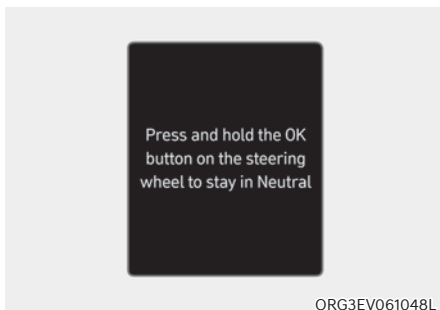 Press and hold the OK
button on the steering
wheel to stay in Neutral
ORG3EV061048L